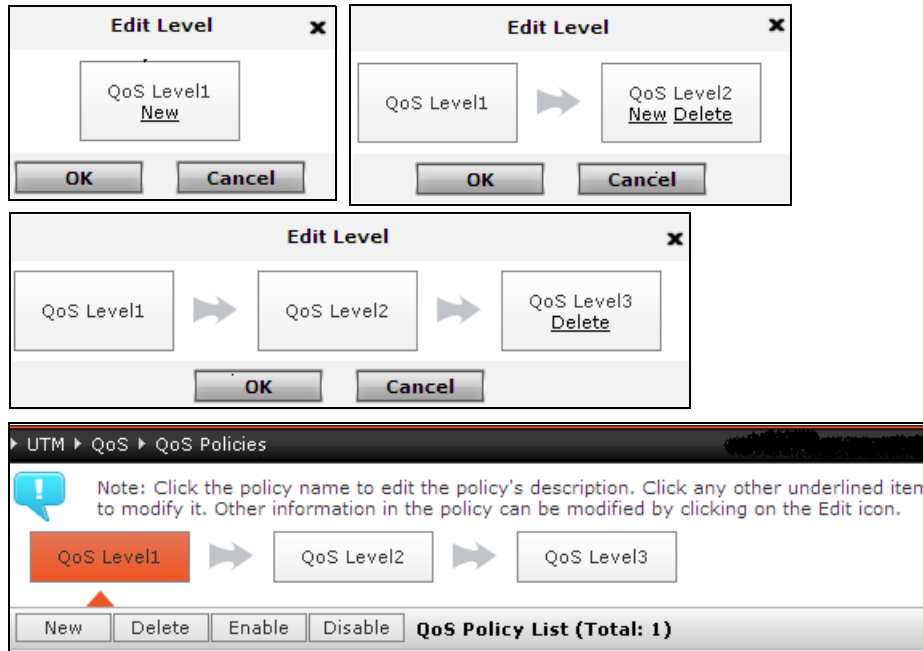 Edit Level
QoS Level1
New
OK Cancel
Edit Level
QoS Level1
QoS Level2
New Delete
OK Cancel
Edit Level
QoS Level1 QoS Level2
QoS Level3
Delete
OK Cancel
UTM QoS QoS Policies
Note: Click the policy name to edit the policy's description. Click any other underlined item
to modify it. Other information in the policy can be modified by clicking on the Edit icon.
QoS Level1 QoS Level2 QoS Level3
New Delete Enable Disable QoS Policy List (Total: 1)